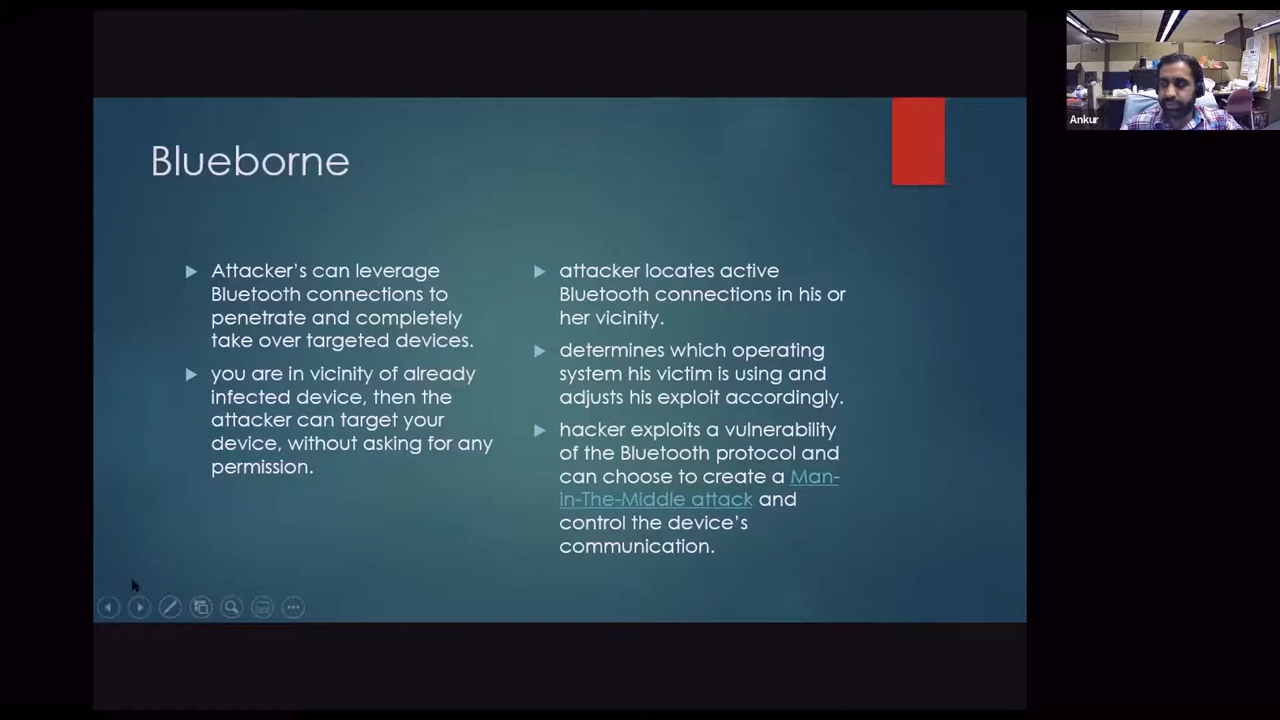 Blueborne
Attacker's can leverage
Bluetooth connections to
penetrate and completely
take over targeted devices.
you are in vicinity of already
infected device, then the
attacker can target your
device, without asking for any
permission.
attacker locates active
Bluetooth connections in his or
her vicinity.
determines which operating
system his victim is using and
adjusts his exploit accordingly.
hacker exploits a vulnerability
of the Bluetooth protocol and
can choose to create a Man-
in-The-Middle attack and
control the device's
communication.
Ankur